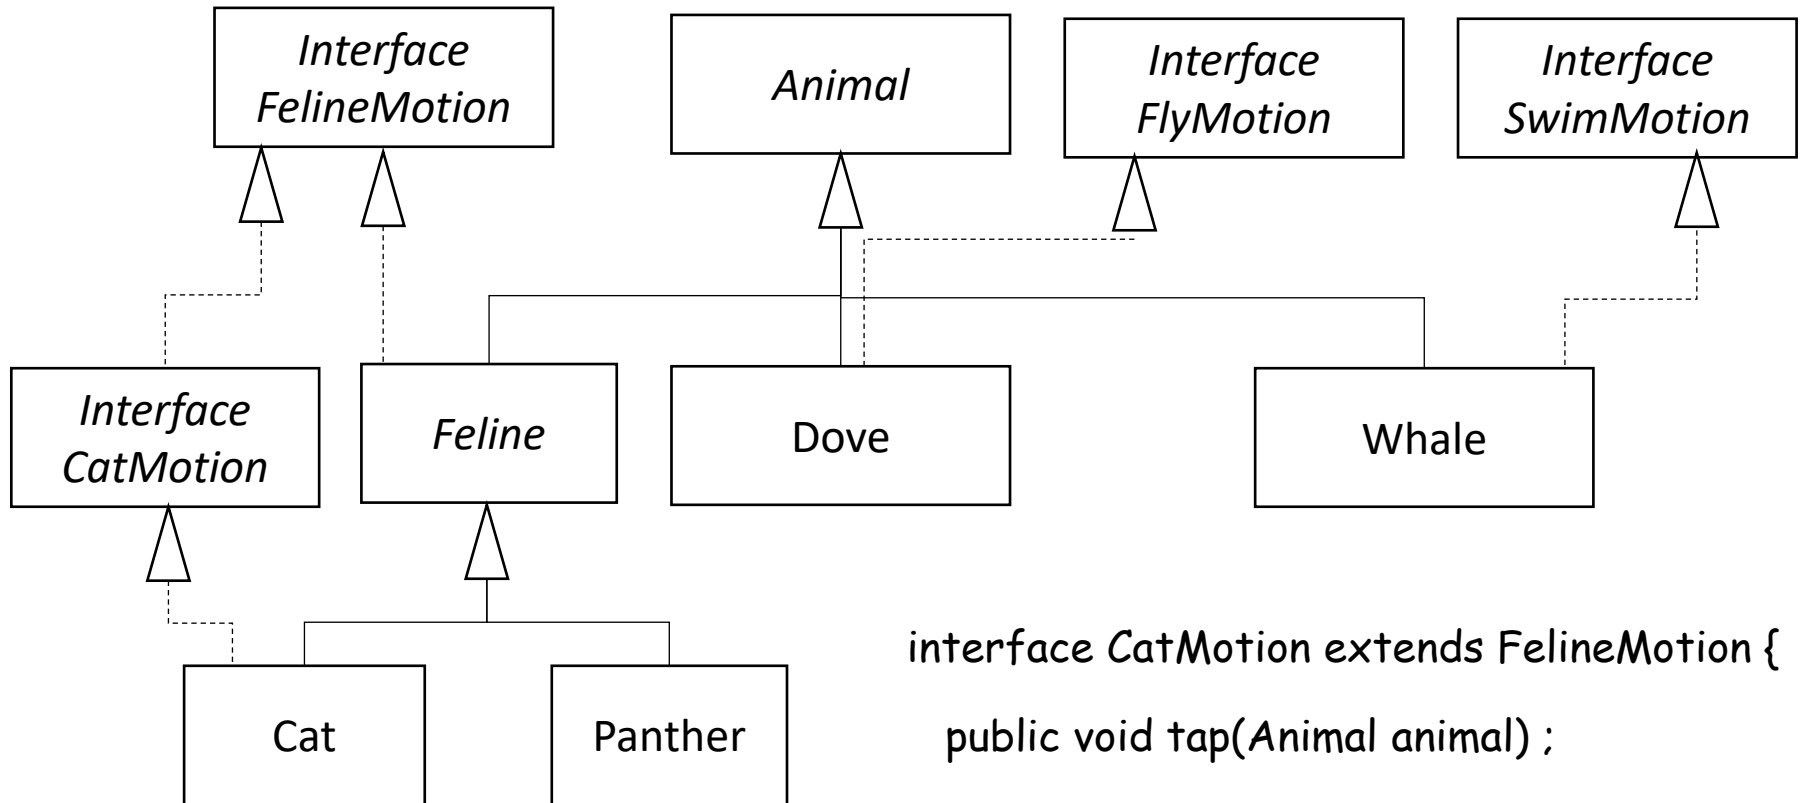 Interface
FelineMotion
Animal
Interface
FlyMotion
Interface
SwimMotion
Interface
CatMotion
Feline
Dove
Whale
Cat
Panther
interface CatMotion extends FelineMotion {
public void tap(Animal animal) ;